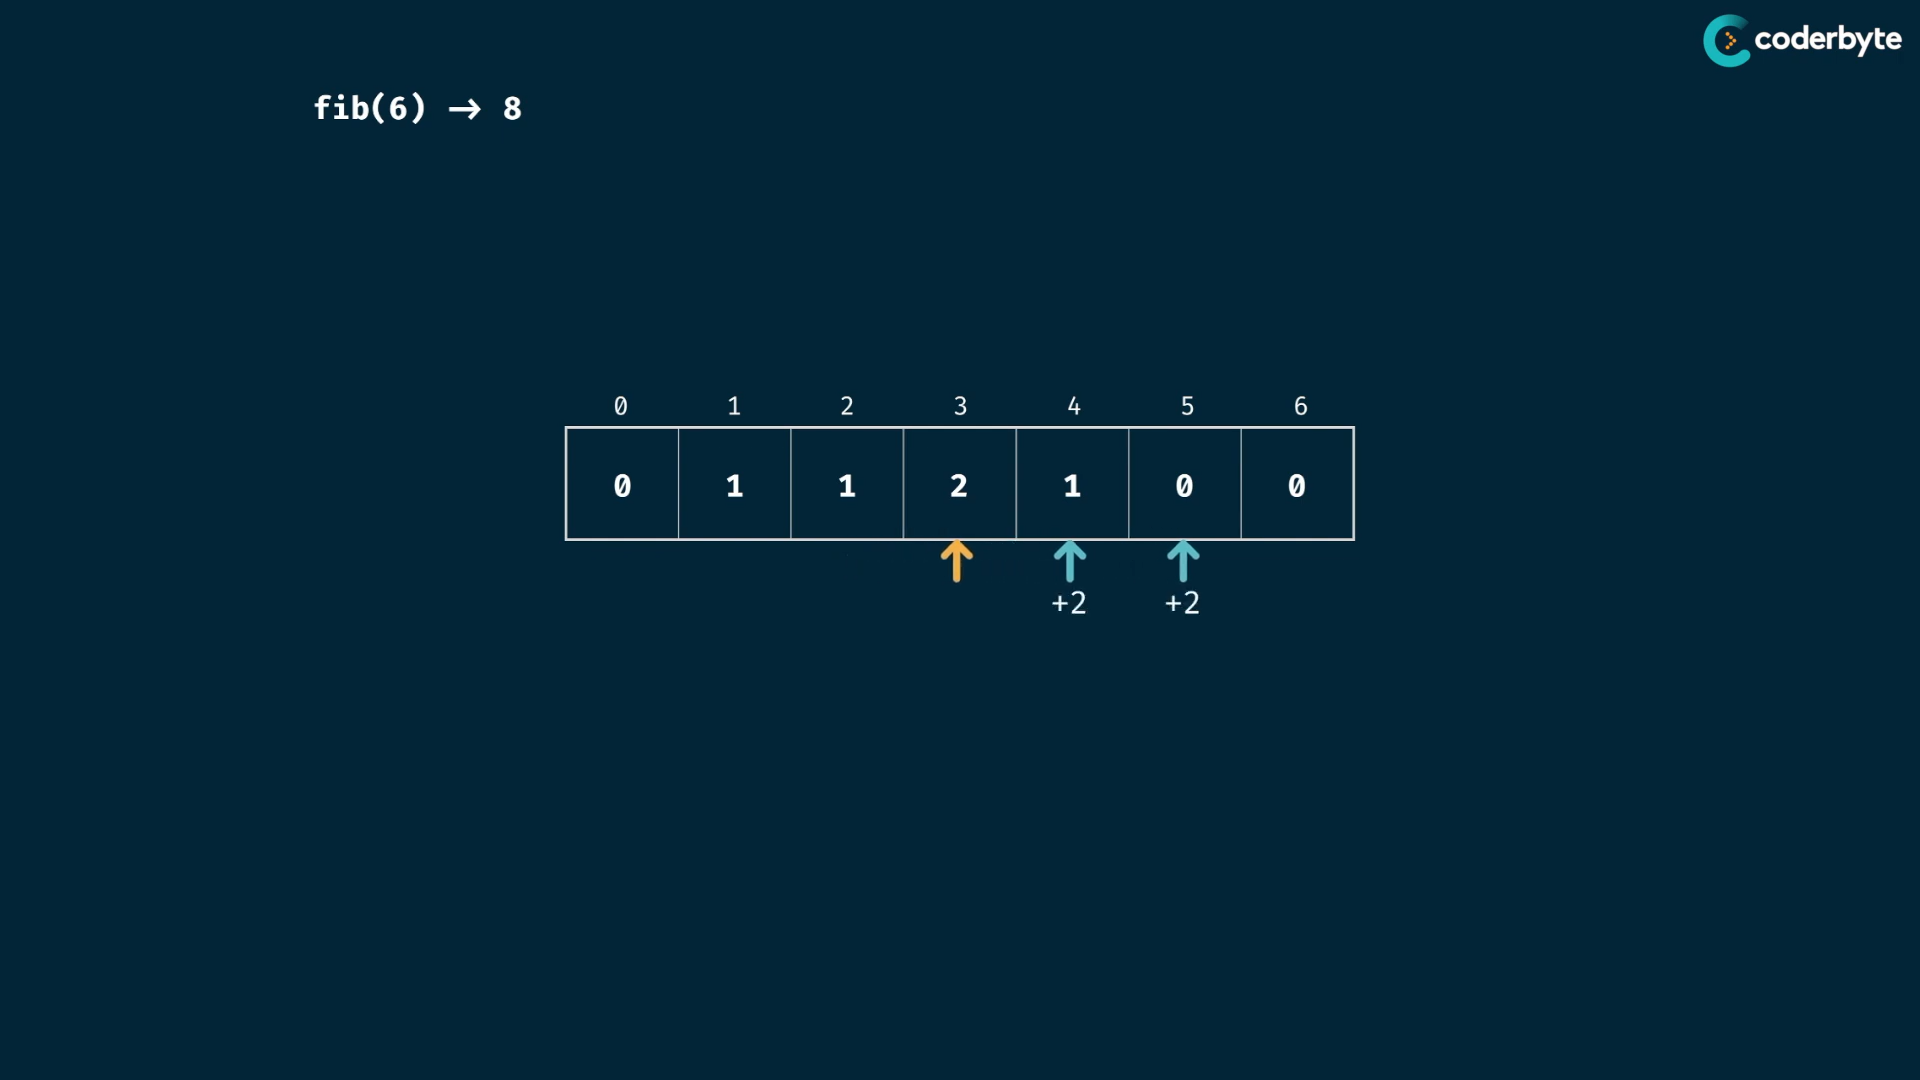 coderbyte
fib(6) → 8
0 1 2 3 4 5 6
0 1 1 2 1 0 0
+2 +2